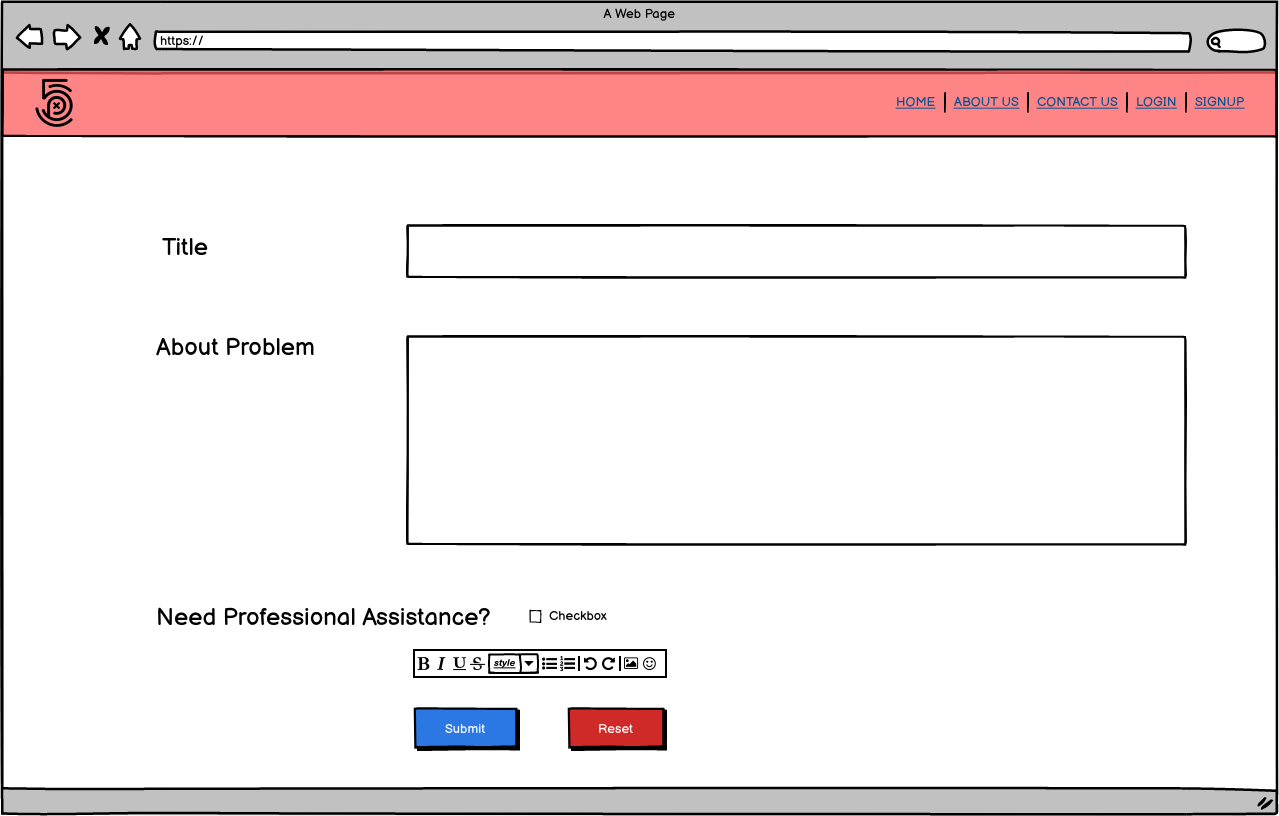 A Web Page
https://
HOME | ABOUT US | CONTACT US | LOGIN | SIGNUP
Title
About Problem
Need Professional Assistance? Checkbox
B I U S style
Submit Reset